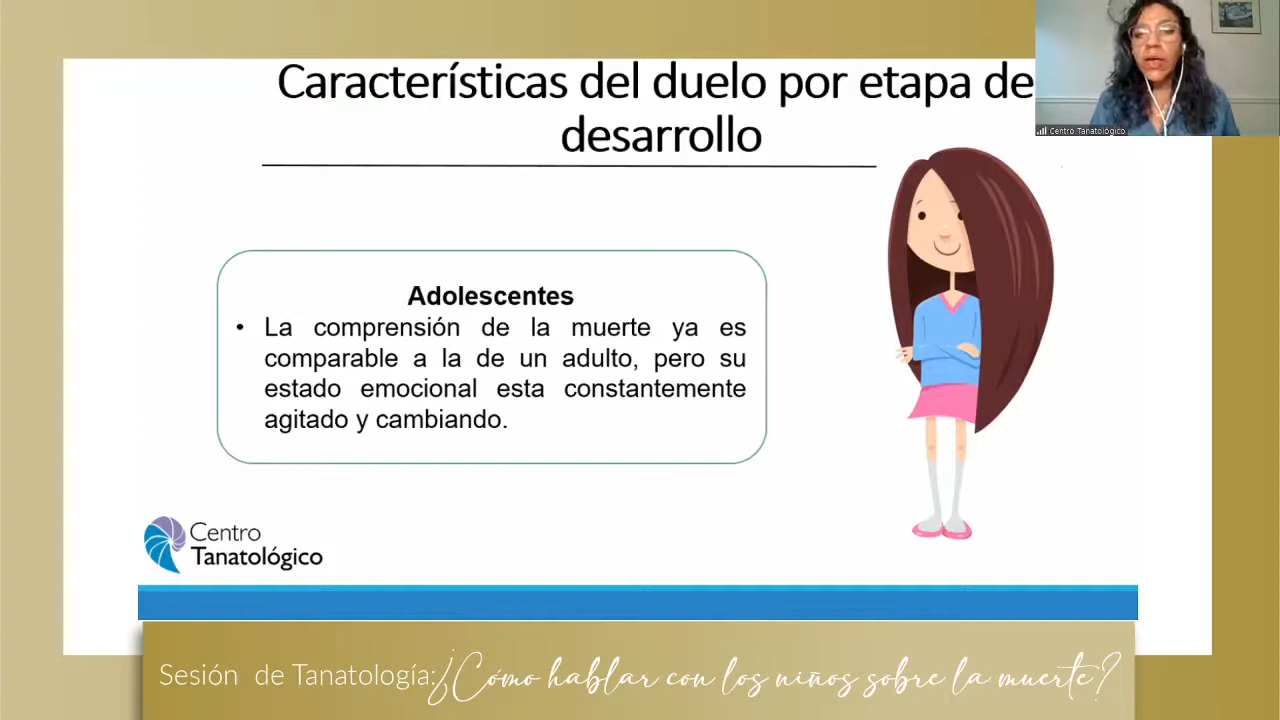 Características del duelo por etapa de
desarrollo
Centro Tanatológico
Adolescentes
• La comprensión de la muerte ya es
comparable a la de un adulto, pero su
estado emocional esta constantemente
agitado y cambiando.
Centro
Tanatológico
Sesión de Tanatología:¿Cómo hablar con los niños sobre la muerte?